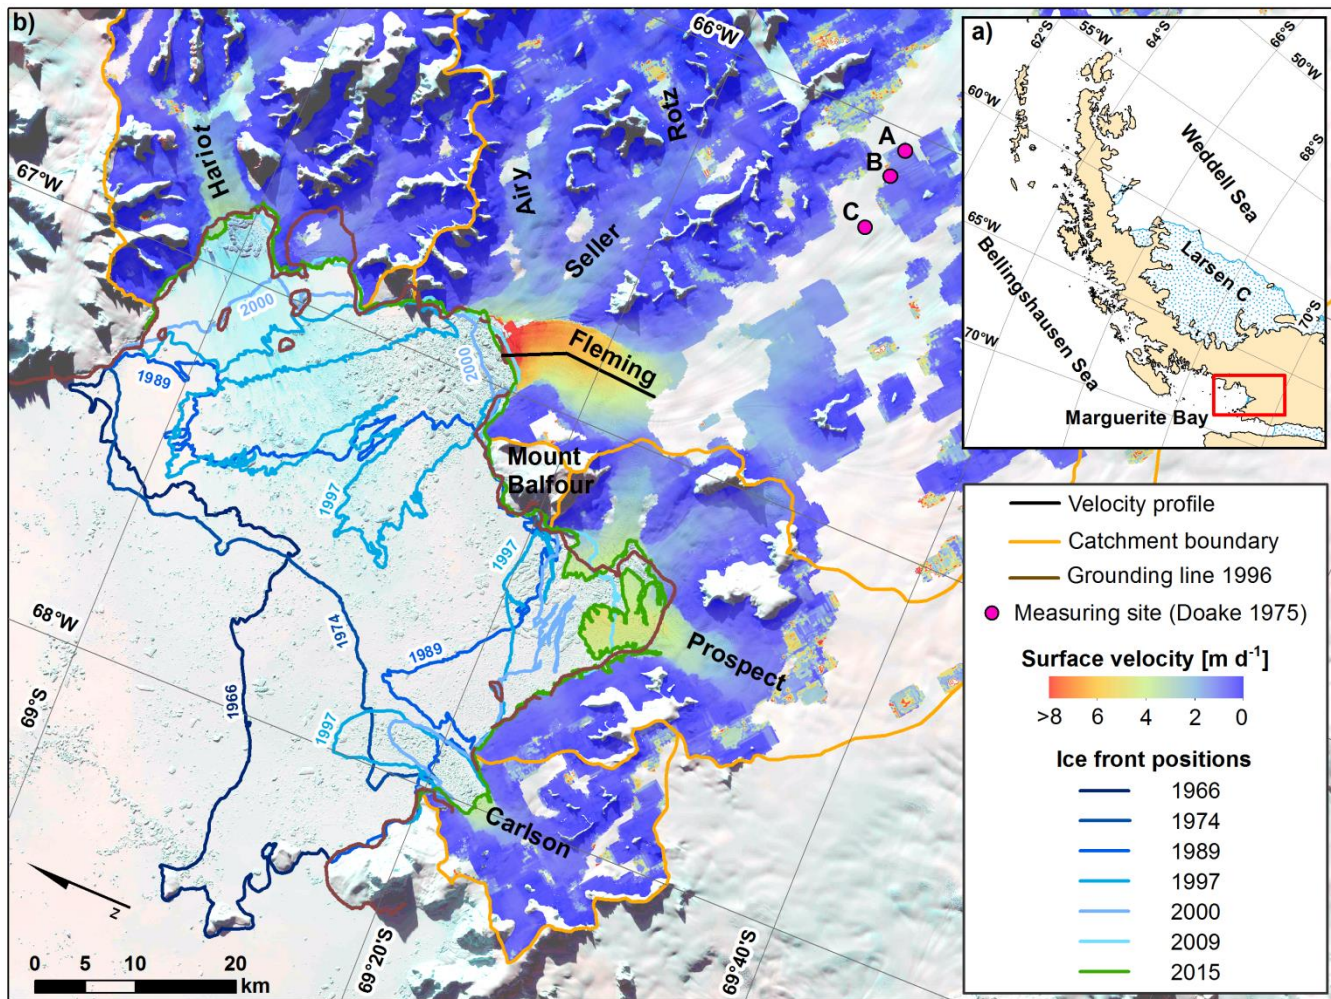 b)
66°W
67°W
68°W
69°S
69°20'S
69°40'S
Hariot
Airy
Seller
Rotz
A
B
C
Fleming
Mount
Balfour
Prospect
Carlson
2000
2000
1989
1997
1997
1974
1989
1966
1997
N
0 5 10 20
km
a)
62°S
55°W
64°S
66°S
50°W
60°W
68°S
65°W
70°S
70°W
Weddell Sea
Larsen C
Bellingshausen Sea
Marguerite Bay
Velocity profile
Catchment boundary
Grounding line 1996
Measuring site (Doake 1975)
Surface velocity [m d⁻¹]
>8 6 4 2 0
Ice front positions
1966
1974
1989
1997
2000
2009
2015